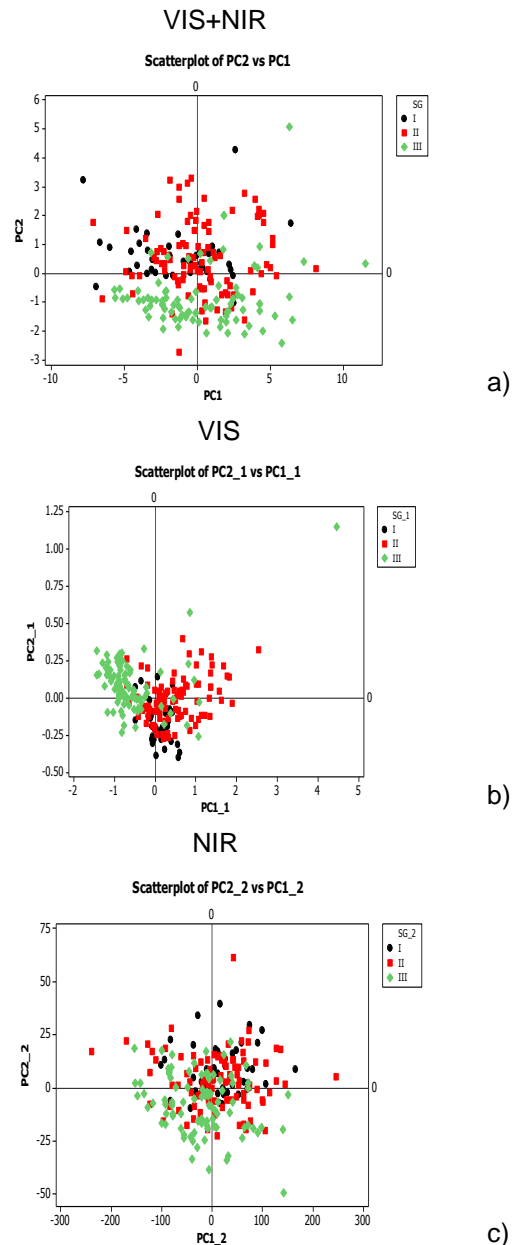 VIS+NIR
Scatterplot of PC2 vs PC1
0
6
5
4
3
2
1
0
-1
-2
-3
PC2
0
-10 -5 0 5 10
PC1
SG
I
II
III
a)
VIS
Scatterplot of PC2_1 vs PC1_1
0
1.25
1.00
0.75
0.50
0.25
0.00
-0.25
-0.50
PC2_1
0
-2 -1 0 1 2 3 4 5
PC1_1
SG_1
I
II
III
b)
NIR
Scatterplot of PC2_2 vs PC1_2
0
75
50
25
0
-25
-50
PC2_2
0
-300 -200 -100 0 100 200 300
PC1_2
SG_2
I
II
III
c)